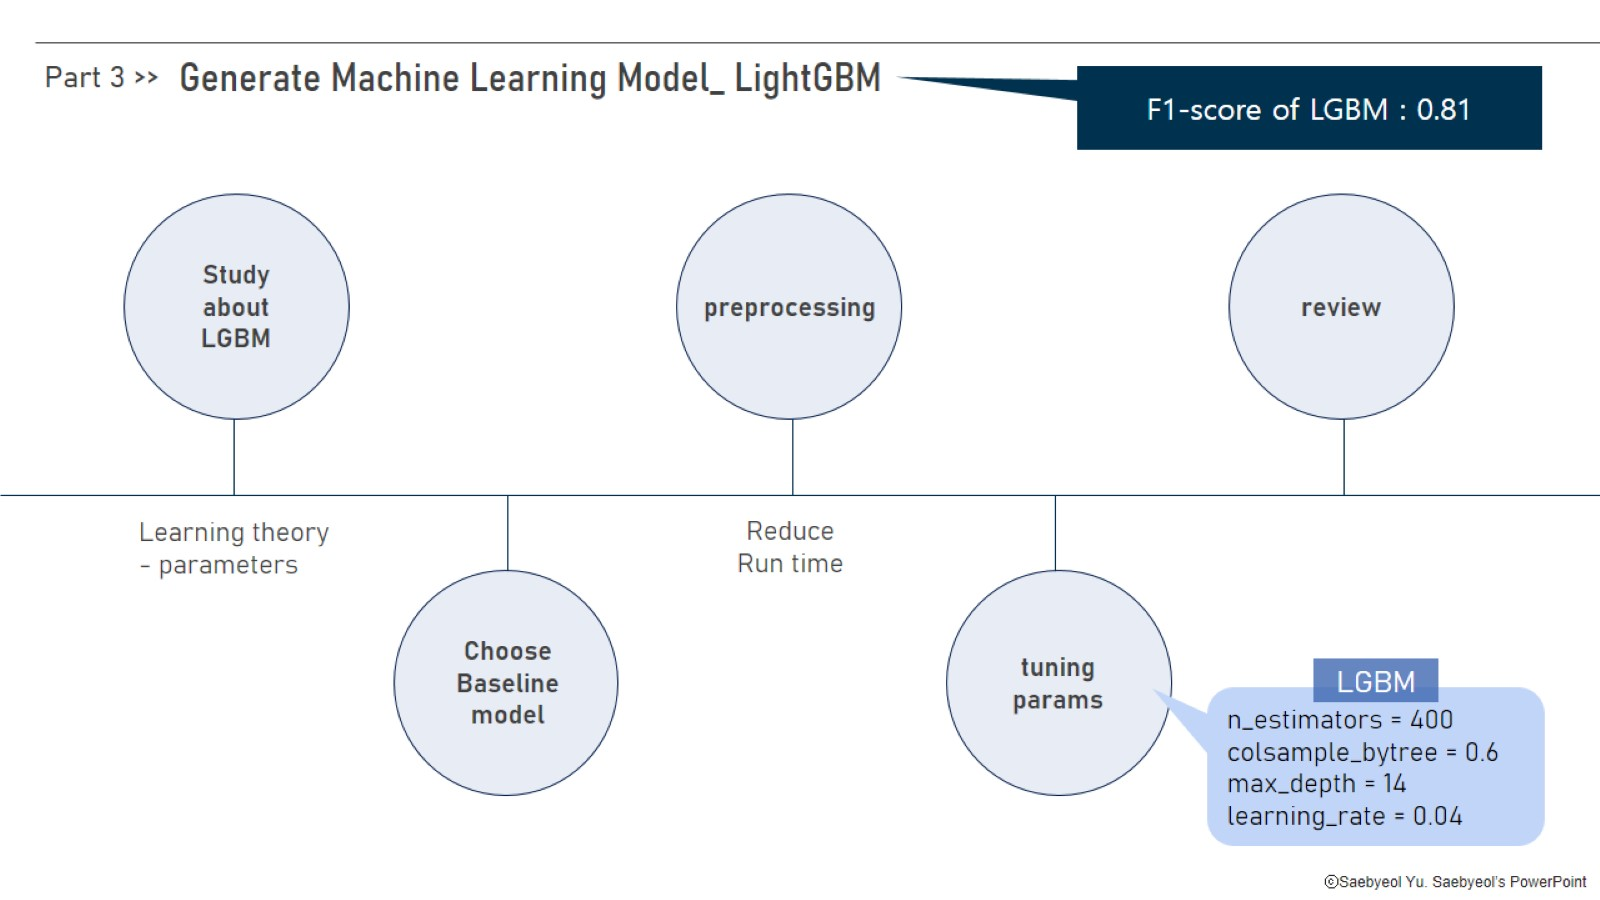 Part 3 >> Generate Machine Learning Model_ LightGBM
F1-score of LGBM : 0.81
Study
about
LGBM
preprocessing
review
Learning theory
- parameters
Reduce
Run time
Choose
Baseline
model
tuning
params
LGBM
n_estimators = 400
colsample_bytree = 0.6
max_depth = 14
learning_rate = 0.04
ⓒSaebyeol Yu. Saebyeol's PowerPoint